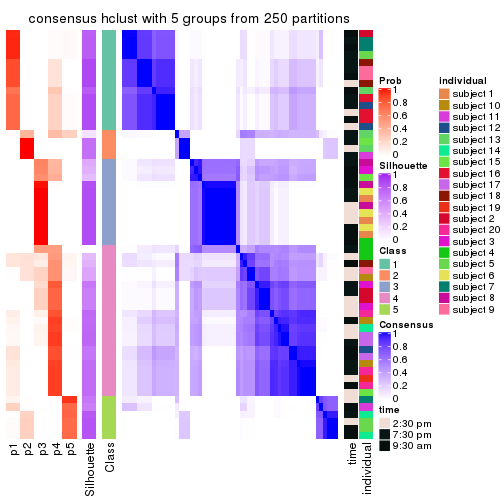 consensus hclust with 5 groups from 250 partitions
Prob
1
0.8
0.6
0.4
0.2
0
Silhouette
1
0.8
0.6
0.4
0.2
0
Class
1
2
3
4
5
Consensus
1
0.8
0.6
0.4
0.2
0
time
2:30 pm
7:30 pm
9:30 am
individual
subject 1
subject 10
subject 11
subject 12
subject 13
subject 14
subject 15
subject 16
subject 17
subject 18
subject 19
subject 2
subject 20
subject 3
subject 4
subject 5
subject 6
subject 7
subject 8
subject 9
p1
p2
p3
p4
p5
Silhouette
Class
time
individual